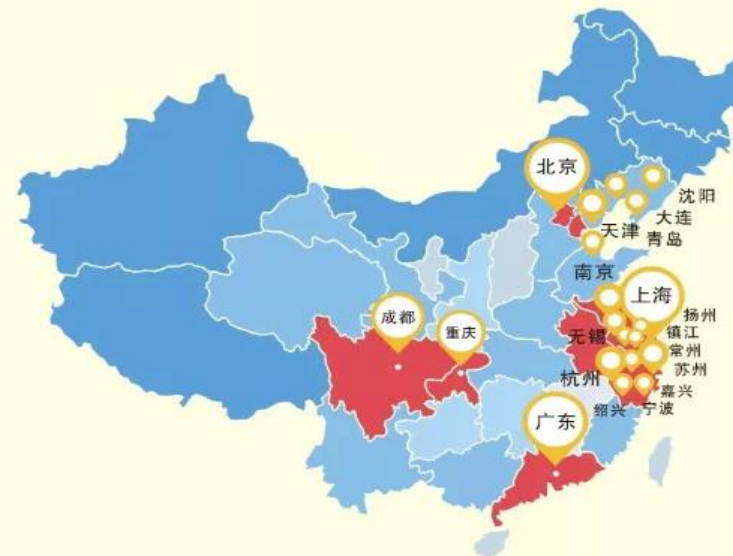 北京
沈阳
大连
天津
青岛
南京
上海
扬州
成都
重庆
无锡
镇江
常州
苏州
杭州
嘉兴
绍兴
宁波
广东